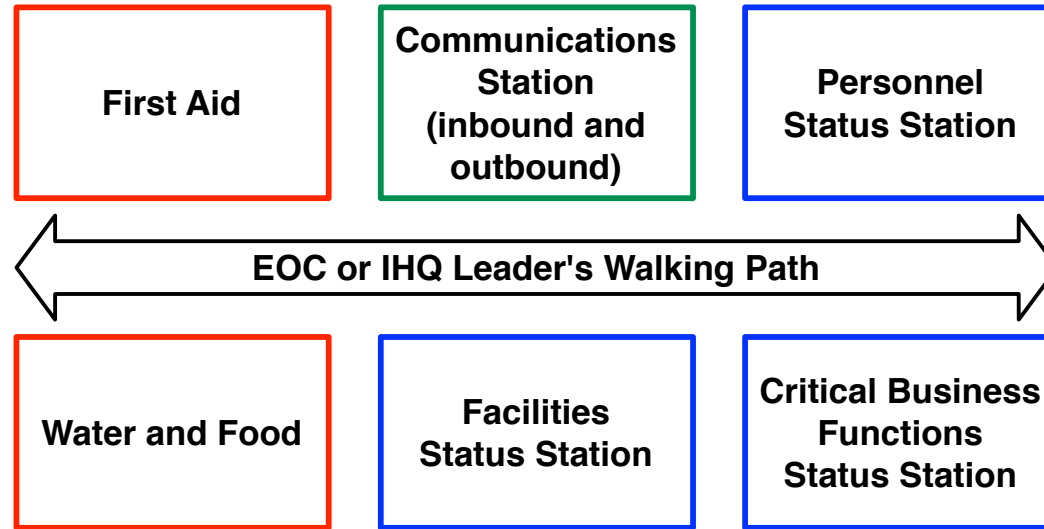 First Aid
Communications
Station
(inbound and
outbound)
Personnel
Status Station
EOC or IHQ Leader's Walking Path
Water and Food
Facilities
Status Station
Critical Business
Functions
Status Station